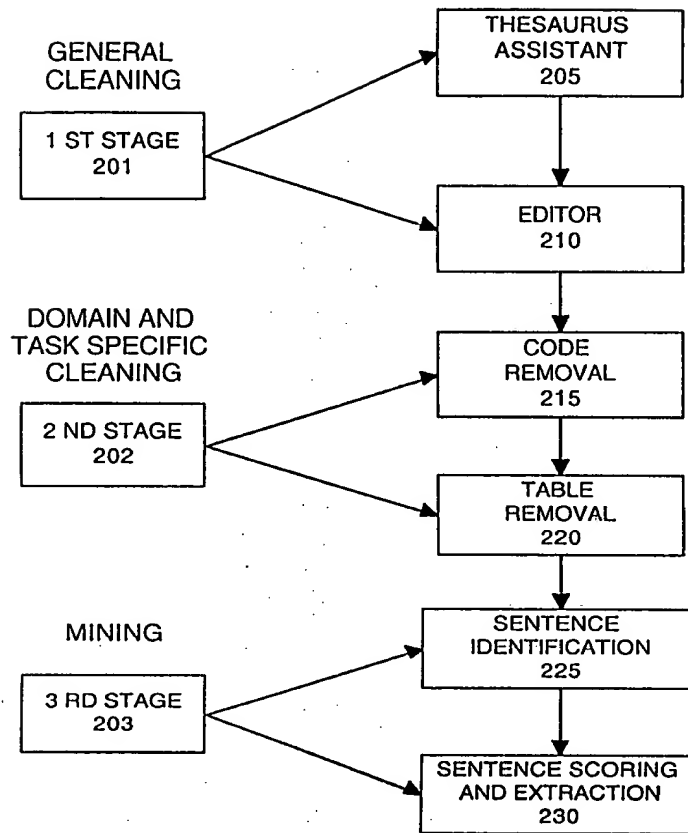 GENERAL
CLEANING
1 ST STAGE
201
THESAURUS
ASSISTANT
205
EDITOR
210
DOMAIN AND
TASK SPECIFIC
CLEANING
2 ND STAGE
202
CODE
REMOVAL
215
TABLE
REMOVAL
220
MINING
3 RD STAGE
203
SENTENCE
IDENTIFICATION
225
SENTENCE SCORING
AND EXTRACTION
230